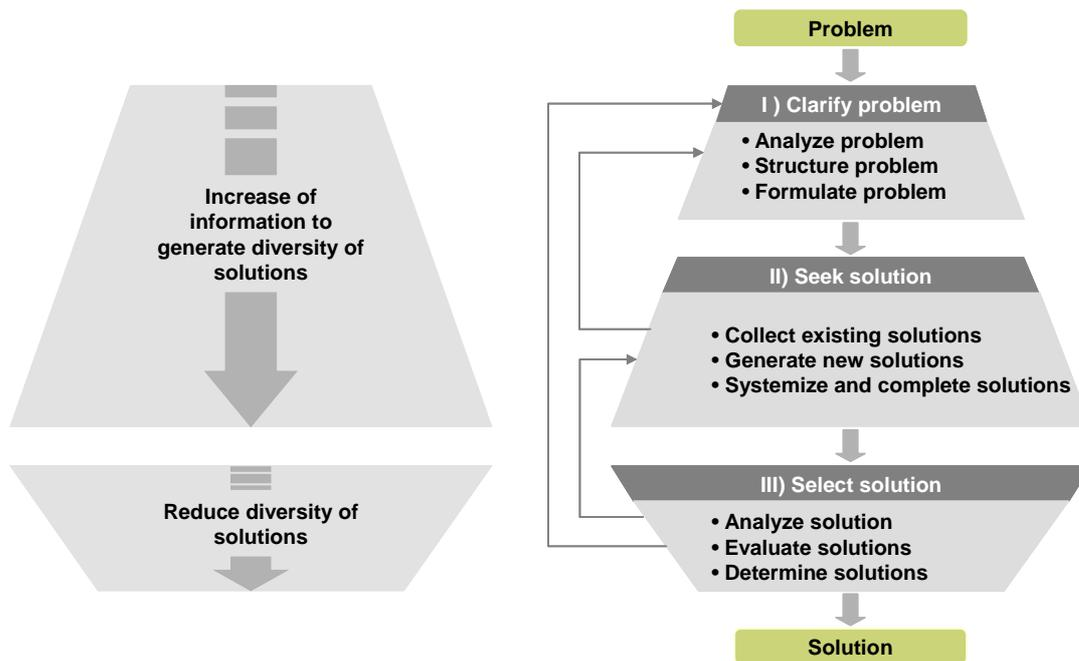 Increase of
information to
generate diversity of
solutions
Reduce diversity of
solutions
Problem
I ) Clarify problem
• Analyze problem
• Structure problem
• Formulate problem
II) Seek solution
• Collect existing solutions
• Generate new solutions
• Systemize and complete solutions
III) Select solution
• Analyze solution
• Evaluate solutions
• Determine solutions
Solution